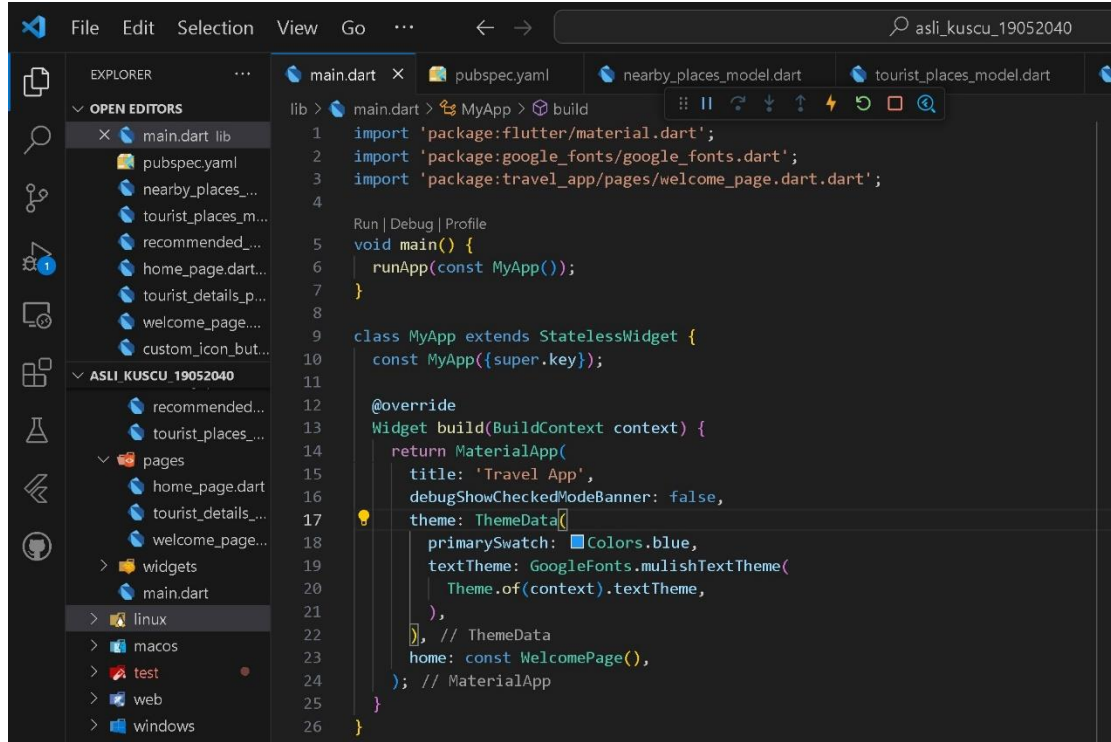 File Edit Selection View Go ··· asli_kuscu_19052040
EXPLORER ···
OPEN EDITORS
main.dart lib
pubspec.yaml
nearby_places_...
tourist_places_m...
recommended_...
home_page.dart...
tourist_details_p...
welcome_page....
custom_icon_but...
ASLI_KUSCU_19052040
recommended...
tourist_places_...
pages
home_page.dart
tourist_details_...
welcome_page...
widgets
main.dart
linux
macos
test
web
windows
1
main.dart pubspec.yaml nearby_places_model.dart tourist_places_model.dart
lib > main.dart > MyApp > build
1 import 'package:flutter/material.dart';
2 import 'package:google_fonts/google_fonts.dart';
3 import 'package:travel_app/pages/welcome_page.dart.dart';
4
Run | Debug | Profile
5 void main() {
6 runApp(const MyApp());
7 }
8
9 class MyApp extends StatelessWidget {
10 const MyApp({super.key});
11
12 @override
13 Widget build(BuildContext context) {
14 return MaterialApp(
15 title: 'Travel App',
16 debugShowCheckedModeBanner: false,
17 theme: ThemeData(
18 primarySwatch: Colors.blue,
19 textTheme: GoogleFonts.mulishTextTheme(
20 Theme.of(context).textTheme,
21 ),
22 ), // ThemeData
23 home: const WelcomePage(),
24 ); // MaterialApp
25 }
26 }